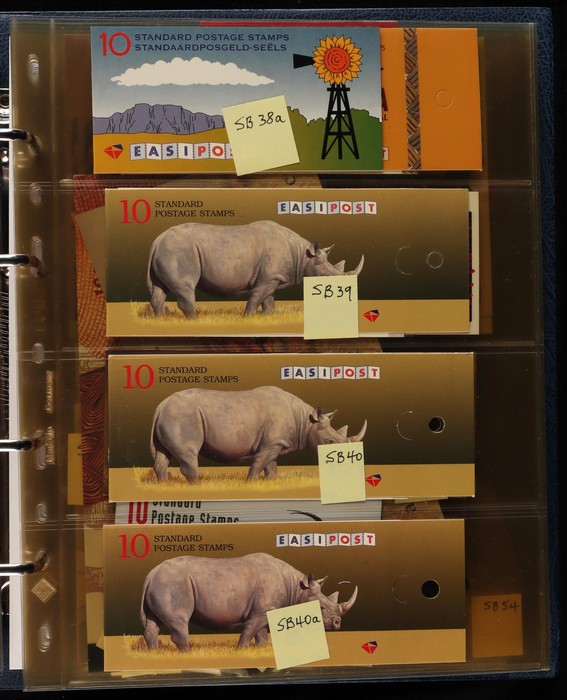 10 STANDARD POSTAGE STAMPS
STANDAARDPOSGELD-SEËLS
SB 38a
EASIPO
10 STANDARD
POSTAGE STAMPS
EASIPOST
SB39
10 STANDARD
POSTAGE STAMPS
EASIPOST
SB40
10 Standard
Postage Stamps
10 STANDARD
POSTAGE STAMPS
EASIPOST
SB40a
SB54